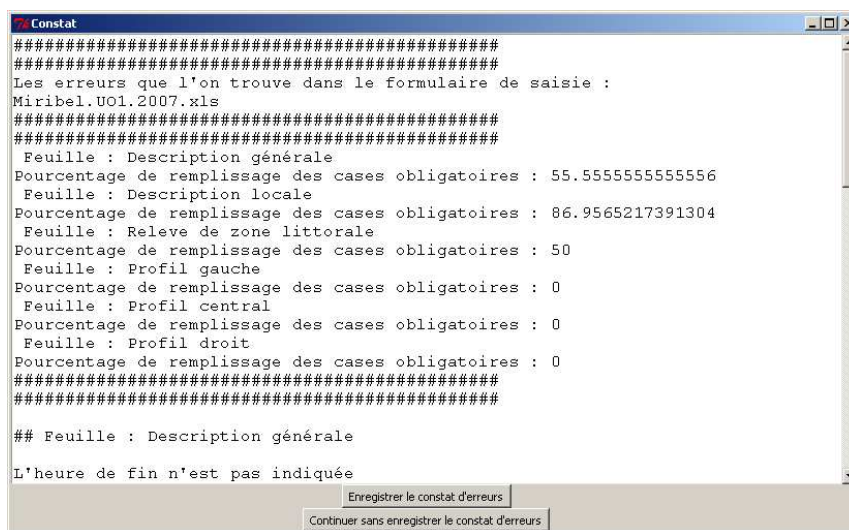 Constat
###############################################
###############################################
Les erreurs que l'on trouve dans le formulaire de saisie :
Miribel.UO1.2007.xls
###############################################
###############################################
Feuille : Description générale
Pourcentage de remplissage des cases obligatoires : 55.5555555555556
Feuille : Description locale
Pourcentage de remplissage des cases obligatoires : 86.9565217391304
Feuille : Releve de zone littorale
Pourcentage de remplissage des cases obligatoires : 50
Feuille : Profil gauche
Pourcentage de remplissage des cases obligatoires : 0
Feuille : Profil central
Pourcentage de remplissage des cases obligatoires : 0
Feuille : Profil droit
Pourcentage de remplissage des cases obligatoires : 0
###############################################
###############################################
## Feuille : Description générale
L'heure de fin n'est pas indiquée
Enregistrer le constat d'erreurs
Continuer sans enregistrer le constat d'erreurs